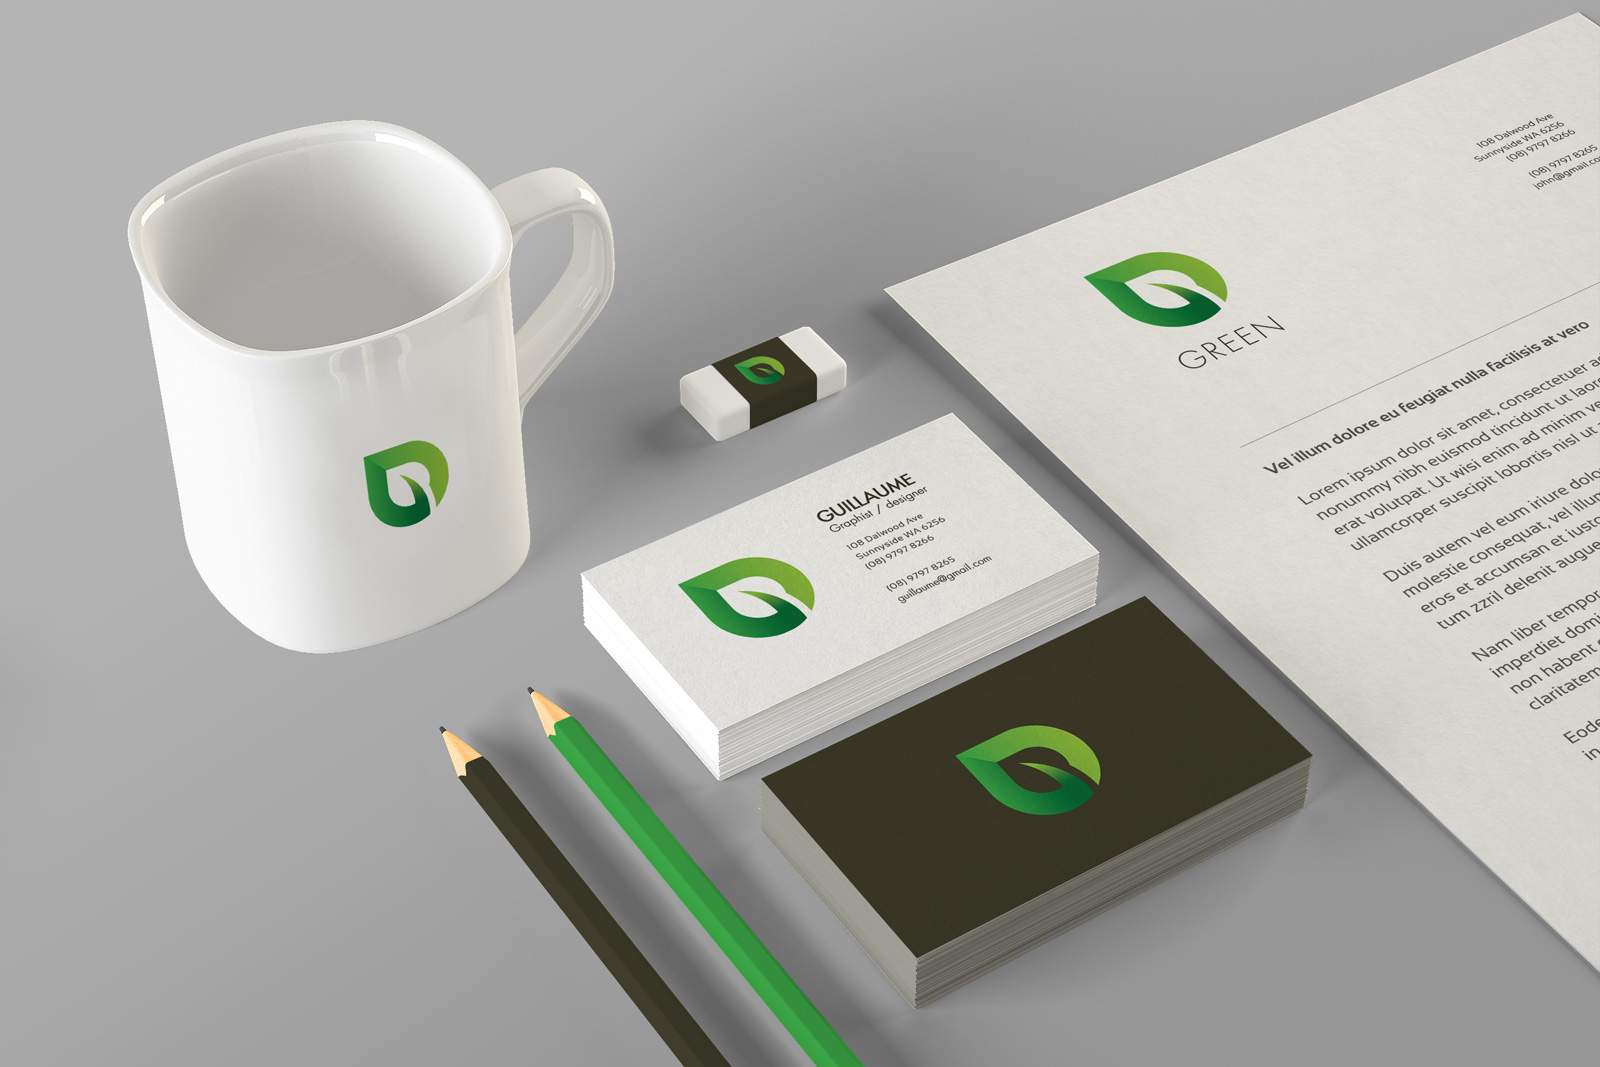 GUILLAUME
Graphist / designer
108 Dalwood Ave
Sunnyside WA 6256
(08) 9797 8266
(08) 9797 8265
guillaume@gmail.com
108 Dalwood Ave
Sunnyside WA 6256
(08) 9797 8266
(08) 9797 8265
GREEN
Vel illum dolore eu feugiat nulla facilisis at vero
Lorem ipsum dolor sit amet, consectetuer
nonummy nibh euismod tincidunt ut
erat volutpat. Ut wisi enim ad minim
ullamcorper suscipit lobortis nisl ut
Duis autem vel eum iriure
molestie consequat, vel
eros et accumsan et
tum zzril delenit
Nam liber
imperdiet
non habent
in